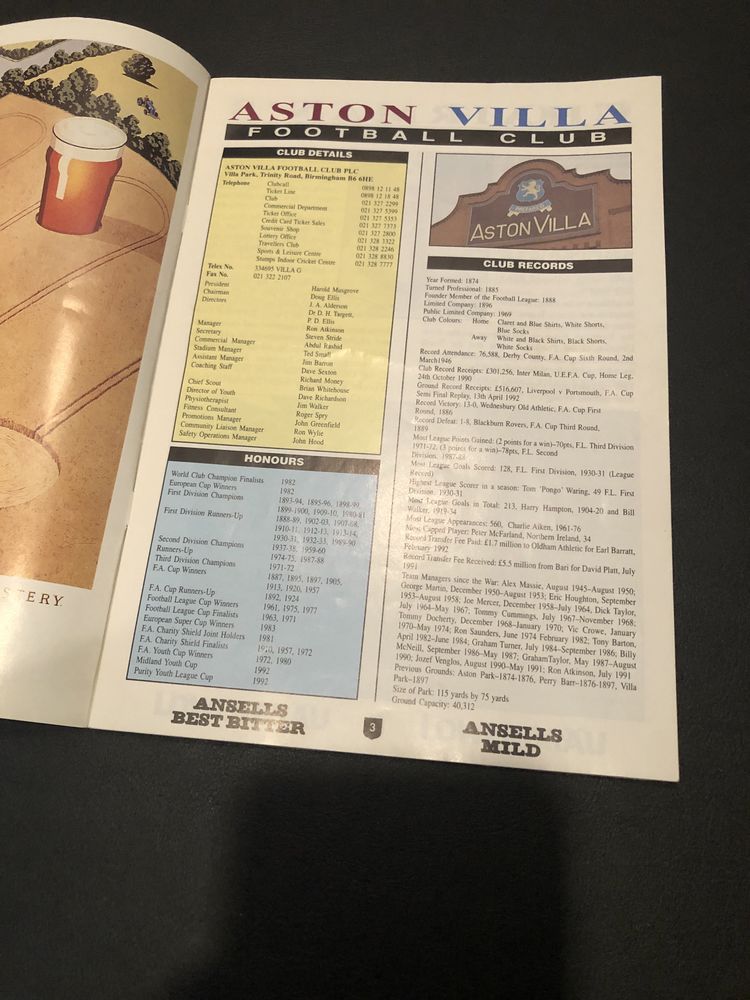 STERY.
ASTON VILLA
FOOTBALL CLUB
CLUB DETAILS
ASTON VILLA FOOTBALL CLUB PLC
Villa Park, Trinity Road, Birmingham B6 6HE
Telephone Clubcall 0898 12 11 48
Ticket Line 0898 12 18 48
Club 021 327 2299
Commercial Department 021 327 5399
Ticket Office 021 327 5353
Credit Card Ticket Sales 021 327 7373
Souvenir Shop 021 327 2800
Lottery Office 021 328 3322
Travellers Club 021 328 2246
Sports & Leisure Centre 021 328 8830
Stumps Indoor Cricket Centre 021 328 7777
Telex No. 334695 VILLA G
Fax No. 021 322 2107
President Harold Musgrove
Chairman Doug Ellis
Directors J. A. Alderson
Dr D. H. Targett,
P. D. Ellis
Manager Ron Atkinson
Secretary Steven Stride
Commercial Manager Abdul Rashid
Stadium Manager Ted Small
Assistant Manager Jim Barron
Coaching Staff Dave Sexton
Richard Money
Brian Whitehouse
Chief Scout
Director of Youth Dave Richardson
Physiotherapist Jim Walker
Fitness Consultant Roger Spry
Promotions Manager John Greenfield
Community Liaison Manager Ron Wylie
Safety Operations Manager John Hood
HONOURS
World Club Champion Finalists 1982
European Cup Winners 1982
First Division Champions 1893-94, 1895-96, 1898-99,
1899-1900, 1909-10, 1980-81
First Division Runners-Up 1888-89, 1902-03, 1907-08,
1910-11, 1912-13, 1913-14,
1930-31, 1932-33, 1989-90
Second Division Champions 1937-38, 1959-60
Runners-Up 1974-75, 1987-88
Third Division Champions 1971-72
F.A. Cup Winners 1887, 1895, 1897, 1905,
1913, 1920, 1957
F.A. Cup Runners-Up 1892, 1924
Football League Cup Winners 1961, 1975, 1977
Football League Cup Finalists 1963, 1971
European Super Cup Winners 1983
F.A. Charity Shield Joint Holders 1981
F.A. Charity Shield Finalists 1910, 1957, 1972
F.A. Youth Cup Winners 1972, 1980
Midland Youth Cup 1992
Purity Youth League Cup 1992
ANSELLS
BEST BITTER
3
ASTON VILLA
CLUB RECORDS
Year Formed: 1874
Turned Professional: 1885
Founder Member of the Football League: 1888
Limited Company: 1896
Public Limited Company: 1969
Club Colours: Home Claret and Blue Shirts, White Shorts,
Blue Socks
Away White and Black Shirts, Black Shorts,
White Socks
Record Attendance: 76,588, Derby County, F.A. Cup Sixth Round, 2nd
March1946
Club Record Receipts: £301,256, Inter Milan, U.E.F.A. Cup, Home Leg,
24th October 1990
Ground Record Receipts: £516,607, Liverpool v Portsmouth, F.A. Cup
Semi Final Replay, 13th April 1992
Record Victory: 13-0, Wednesbury Old Athletic, F.A. Cup First
Round, 1886
Record Defeat: 1-8, Blackburn Rovers, F.A. Cup Third Round,
1889
Most League Points Gained: (2 points for a win)–70pts, F.L. Third Division
1971-72, (3 points for a win)–78pts, F.L. Second
Division, 1987-88
Most League Goals Scored: 128, F.L. First Division, 1930-31 (League
Record)
Highest League Scorer in a season: Tom 'Pongo' Waring, 49 F.L. First
Division, 1930-31
Most League Goals in Total: 213, Harry Hampton, 1904-20 and Bill
Walker, 1919-34
Most League Appearances: 560, Charlie Aiken, 1961-76
Most Capped Player: Peter McFarland, Northern Ireland, 34
Record Transfer Fee Paid: £1.7 million to Oldham Athletic for Earl Barratt,
February 1992
Record Transfer Fee Received: £5.5 million from Bari for David Platt, July
1991
Team Managers since the War: Alex Massie, August 1945–August 1950;
George Martin, December 1950–August 1953; Eric Houghton, September
1953–August 1958; Joe Mercer, December 1958–July 1964, Dick Taylor,
July 1964–May 1967; Tommy Cummings, July 1967–November 1968;
Tommy Docherty, December 1968–January 1970; Vic Crowe, January
1970–May 1974; Ron Saunders, June 1974 February 1982; Tony Barton,
April 1982–June 1984, Graham Turner, July 1984–September 1986; Billy
McNeill, September 1986–May 1987; GrahamTaylor, May 1987–August
1990; Jozef Venglos, August 1990–May 1991; Ron Atkinson, July 1991
Previous Grounds: Aston Park–1874-1876, Perry Barr–1876-1897, Villa
Park–1897
Size of Park: 115 yards by 75 yards
Ground Capacity: 40,312
ANSELLS
MILD